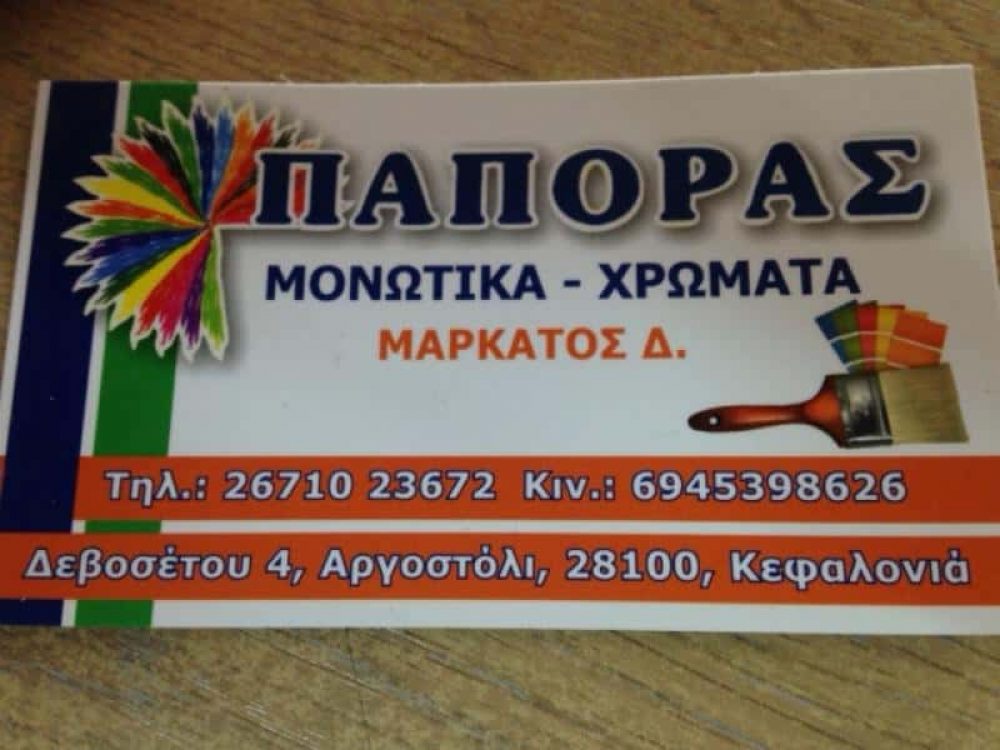 ΠΑΠΟΡΑΣ
ΜΟΝΩΤΙΚΑ - ΧΡΩΜΑΤΑ
ΜΑΡΚΑΤΟΣ Δ.
Τηλ.: 26710 23672 Κιν.: 6945398626
Δεβοσέτου 4, Αργοστόλι, 28100, Κεφαλονιά